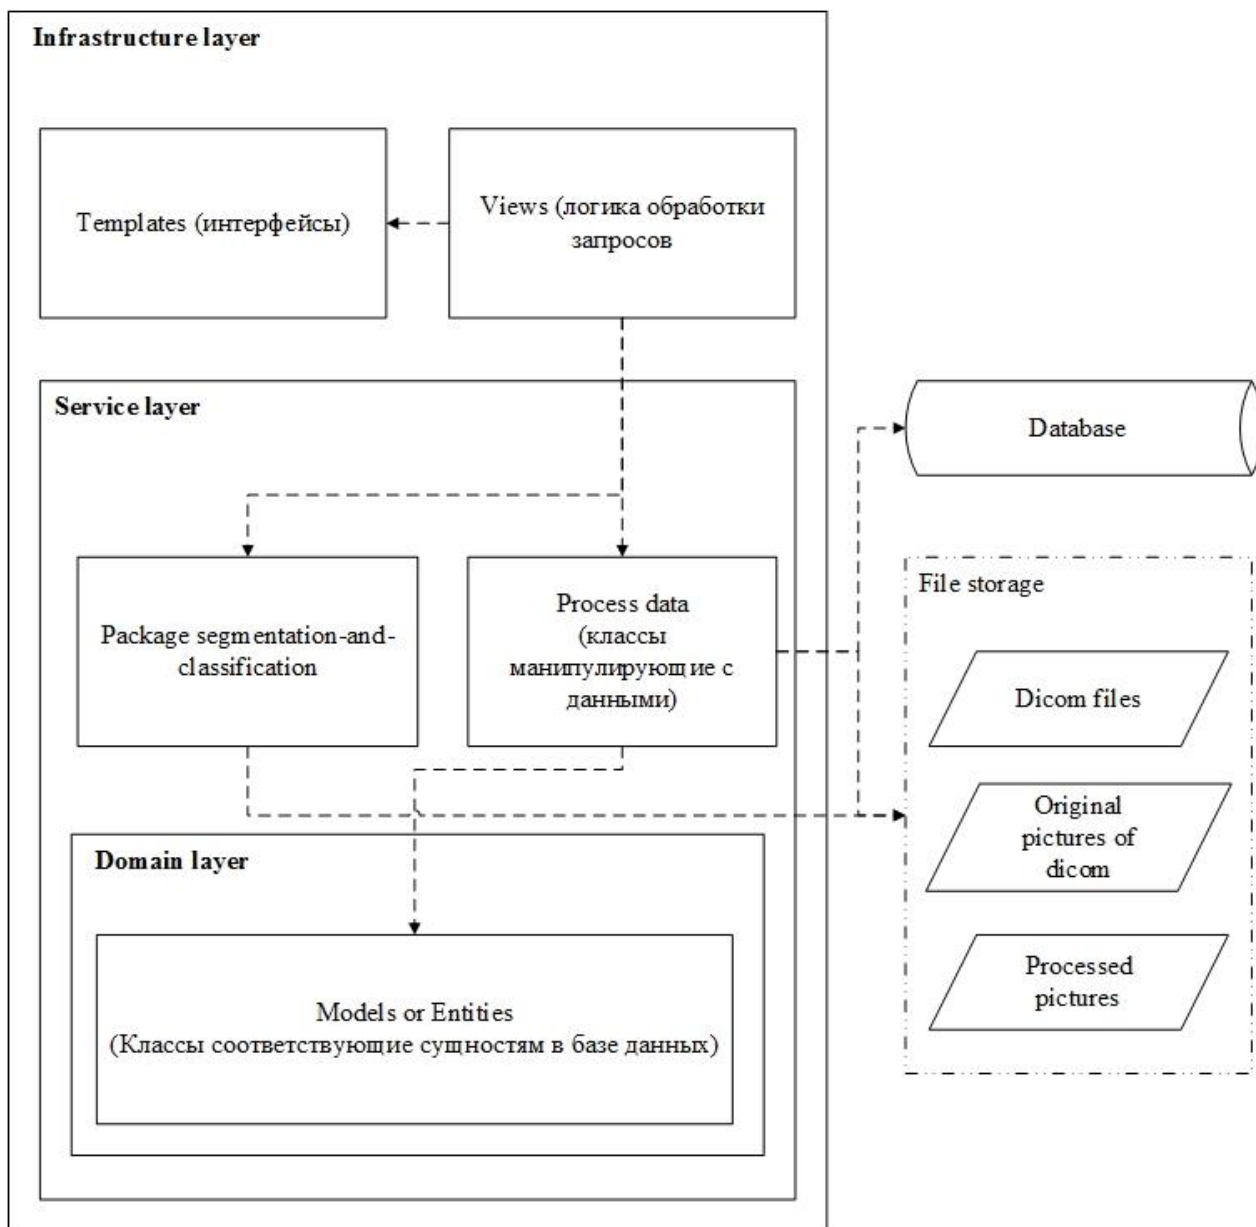 Infrastructure layer
Templates (интерфейсы)
Views (логика обработки
запросов
Service layer
Database
Package segmentation-and-
classification
Process data
(классы
манипулирующие с
данными)
File storage
Dicom files
Original
pictures of
dicom
Domain layer
Models or Entities
(Классы соответствующие сущностям в базе данных)
Processed
pictures